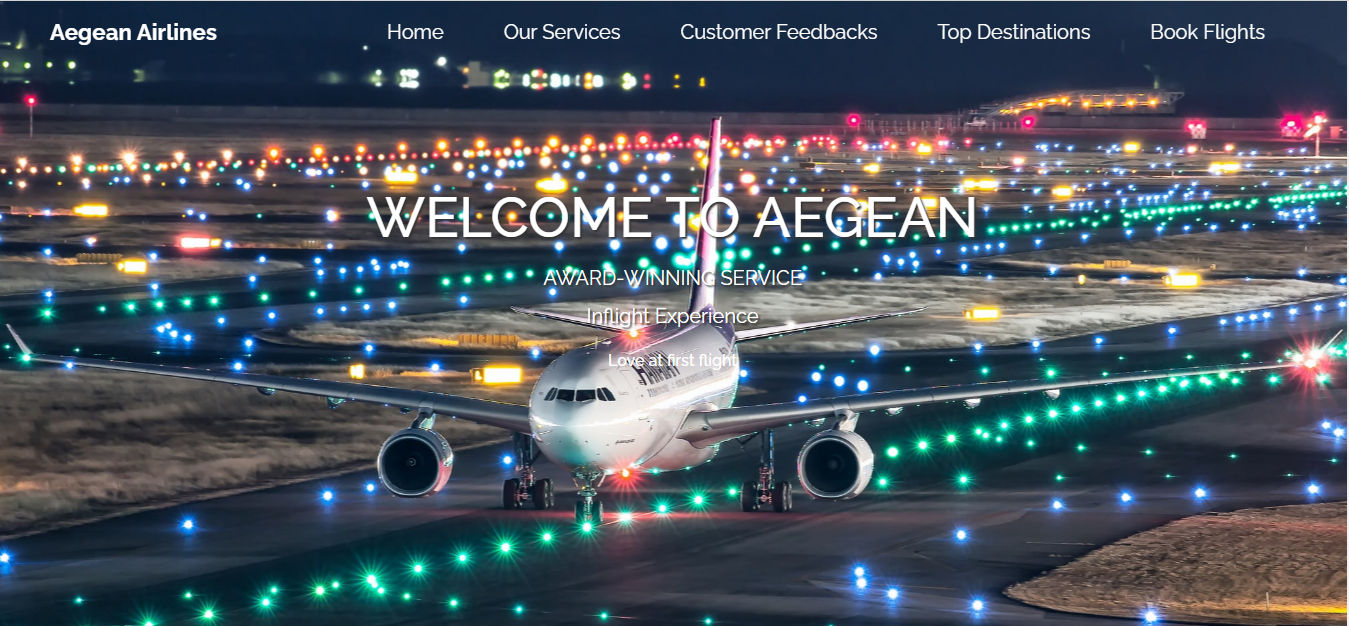 Aegean Airlines Home Our Services Customer Feedbacks Top Destinations Book Flights
WELCOME TO AEGEAN
AWARD-WINNING SERVICE
Inflight Experience
Love at first flight